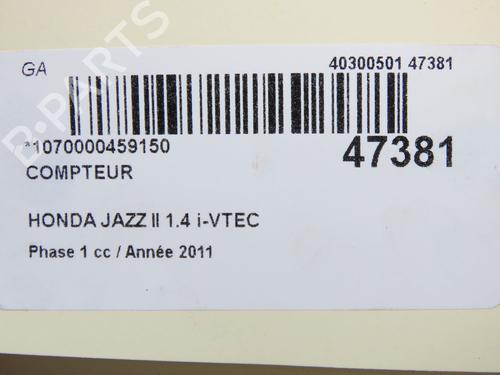 GA
40300501 47381
*1070000459150
47381
COMPTEUR
HONDA JAZZ II 1.4 i-VTEC
Phase 1 cc / Année 2011
B-PARTS